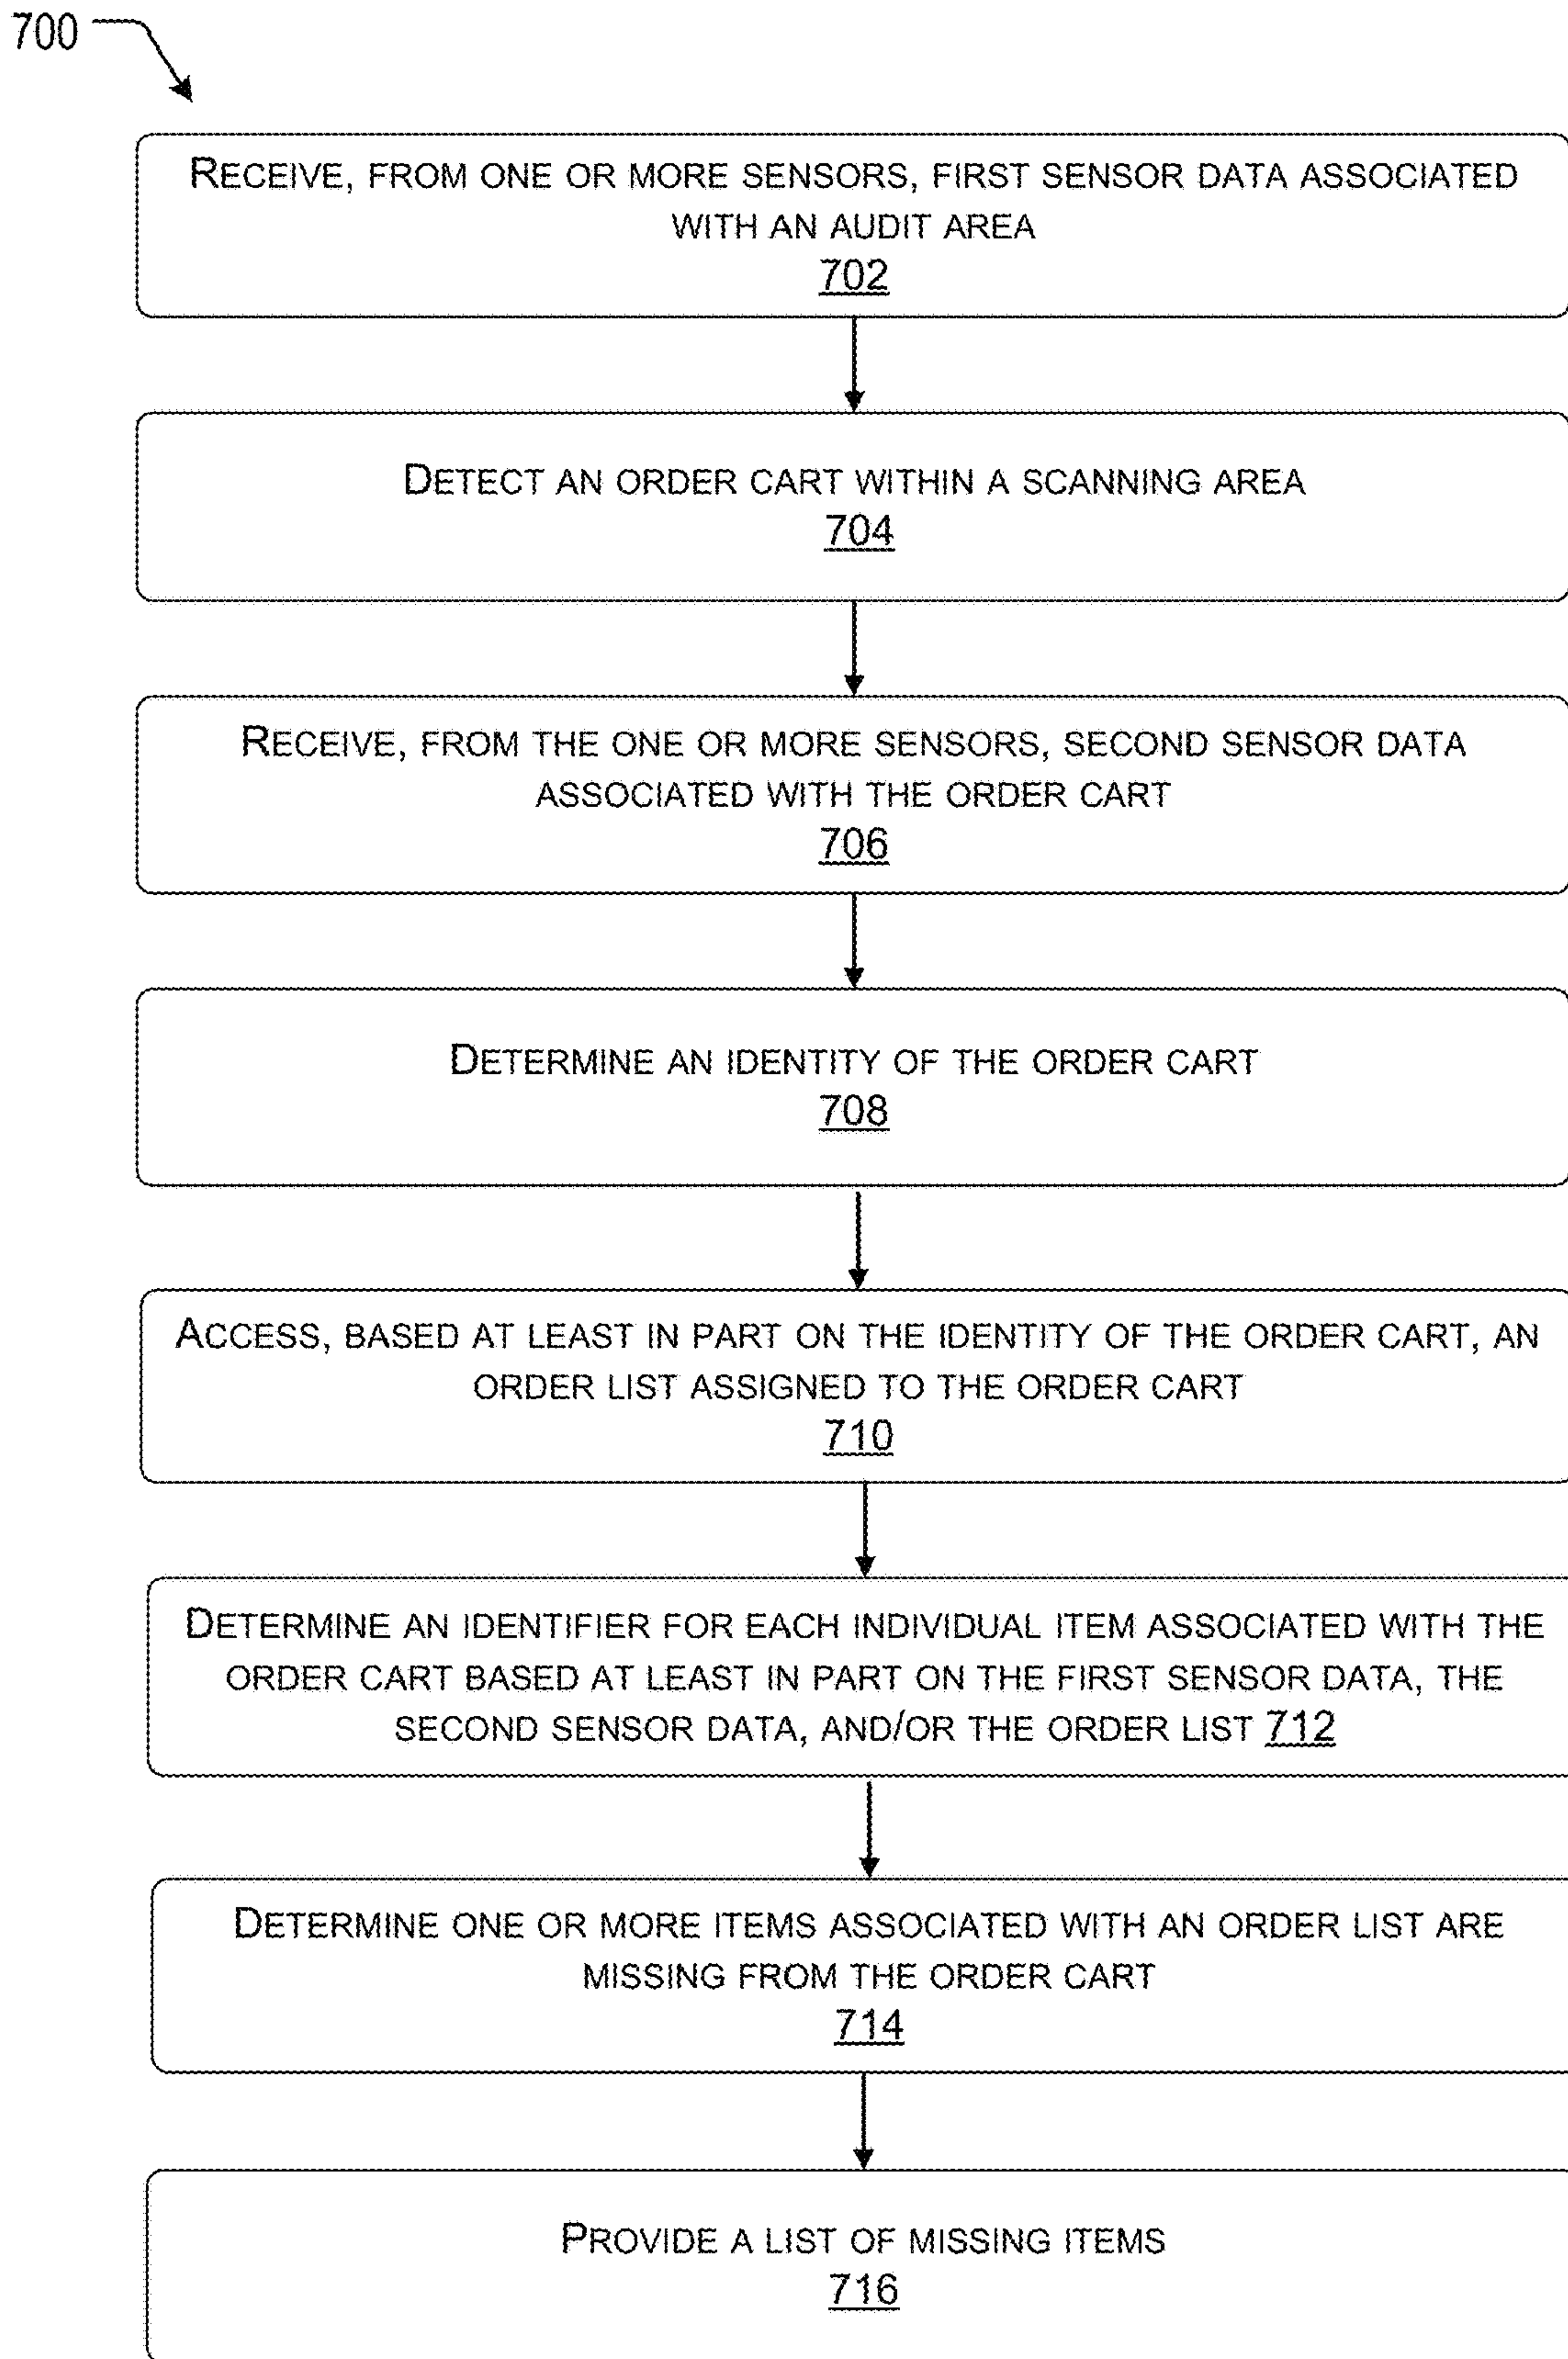 700
RECEIVE, FROM ONE OR MORE SENSORS, FIRST SENSOR DATA ASSOCIATED
WITH AN AUDIT AREA
702
DETECT AN ORDER CART WITHIN A SCANNING AREA
704
RECEIVE, FROM THE ONE OR MORE SENSORS, SECOND SENSOR DATA
ASSOCIATED WITH THE ORDER CART
706
DETERMINE AN IDENTITY OF THE ORDER CART
708
ACCESS, BASED AT LEAST IN PART ON THE IDENTITY OF THE ORDER CART, AN
ORDER LIST ASSIGNED TO THE ORDER CART
710
DETERMINE AN IDENTIFIER FOR EACH INDIVIDUAL ITEM ASSOCIATED WITH THE
ORDER CART BASED AT LEAST IN PART ON THE FIRST SENSOR DATA, THE
SECOND SENSOR DATA, AND/OR THE ORDER LIST 712
DETERMINE ONE OR MORE ITEMS ASSOCIATED WITH AN ORDER LIST ARE
MISSING FROM THE ORDER CART
714
PROVIDE A LIST OF MISSING ITEMS
716